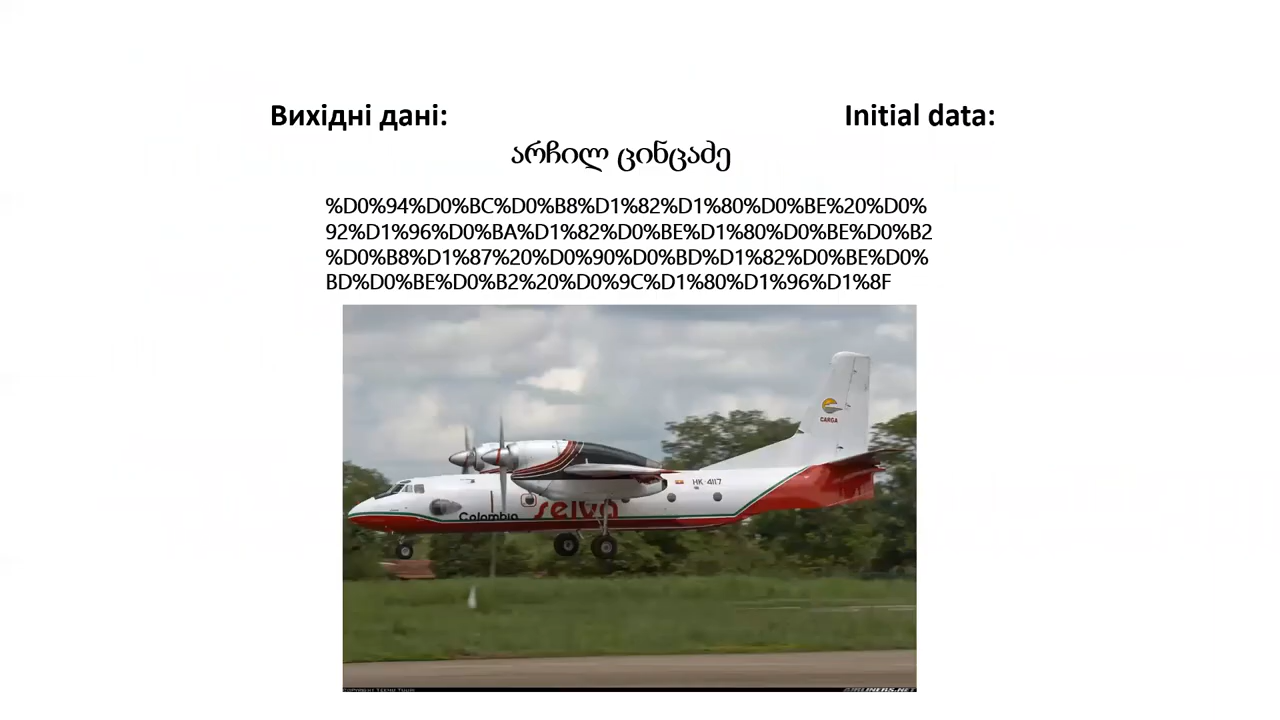 Вихідні дані: Initial data:
არჩილ ცინცაძე
%D0%94%D0%BC%D0%B8%D1%82%D1%80%D0%BE%20%D0%
92%D1%96%D0%BA%D1%82%D0%BE%D1%80%D0%BE%D0%B2
%D0%B8%D1%87%20%D0%90%D0%BD%D1%82%D0%BE%D0%
BD%D0%BE%D0%B2%20%D0%9C%D1%80%D1%96%D1%8F
CARGA
HK-4117
Colombia selva
AIRLINERS.NET